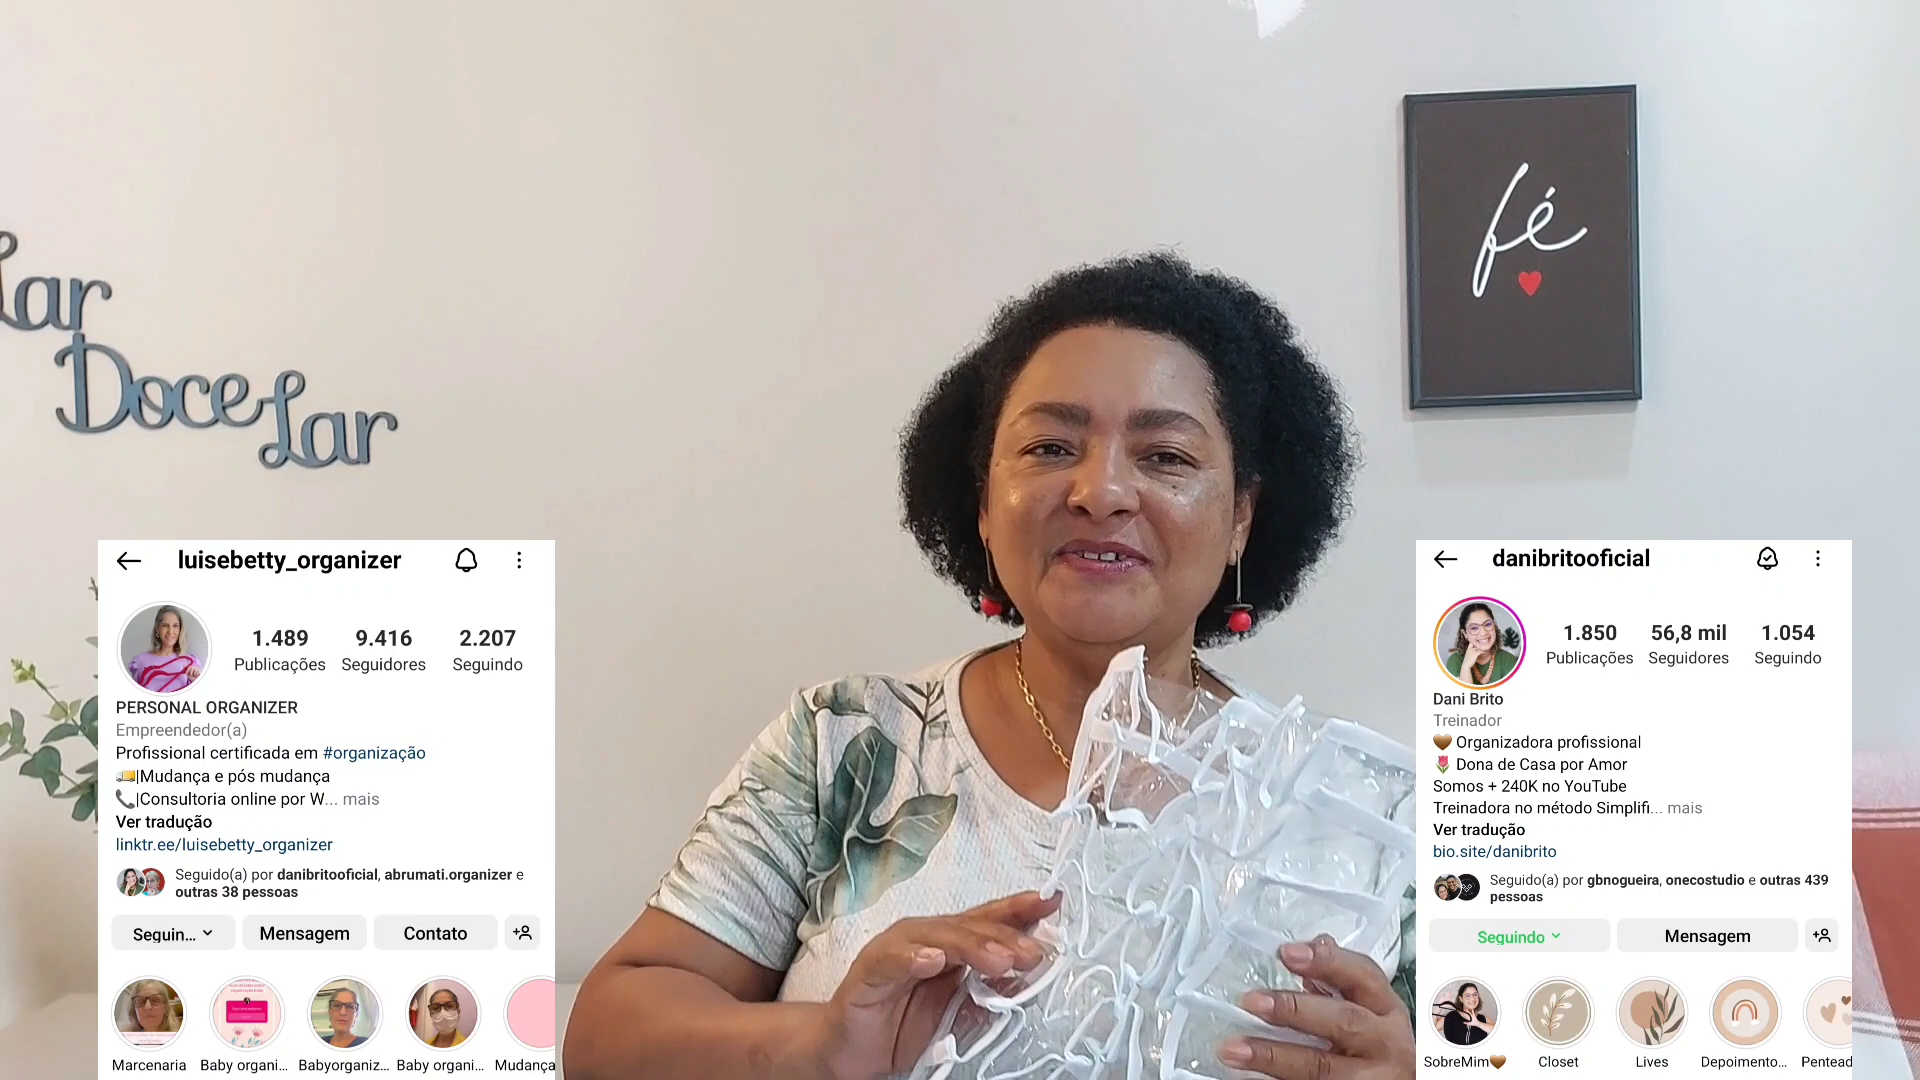 Lar
Doce Lar
fé
luisebetty_organizer
1.489
9.416
2.207
Publicações
Seguidores
Seguindo
PERSONAL ORGANIZER
Empreendedor(a)
Profissional certificada em #organização
|Mudança e pós mudança
|Consultoria online por W... mais
Ver tradução
linktr.ee/luisebetty_organizer
Seguido(a) por danibritooficial, abrumati.organizer e
outras 38 pessoas
Seguin...
Mensagem
Contato
Marcenaria
Baby organi...
Babyorganiz...
Baby organi...
Mudança
danibritooficial
1.850
56,8 mil
1.054
Publicações
Seguidores
Seguindo
Dani Brito
Treinador
Organizadora profissional
Dona de Casa por Amor
Somos + 240K no YouTube
Treinadora no método Simplifi... mais
Ver tradução
bio.site/danibrito
Seguido(a) por gbnogueira, onecostudio e outras 439
pessoas
Seguindo
Mensagem
SobreMim
Closet
Lives
Depoimento...
Pentead